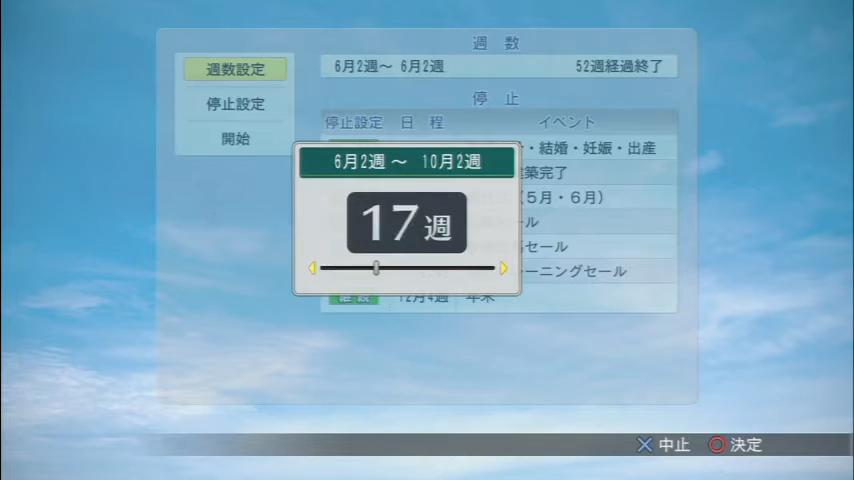 週 数
週数設定
6月2週～ 6月2週 52週経過終了
停止設定
停 止
停止設定 日 程 イベント
開始
・結婚・妊娠・出産
6月2週 ～ 10月2週
築完了
(5月・6月)
17週
ール
セール
ーニングセール
継続 12月4週 年末
中止 決定